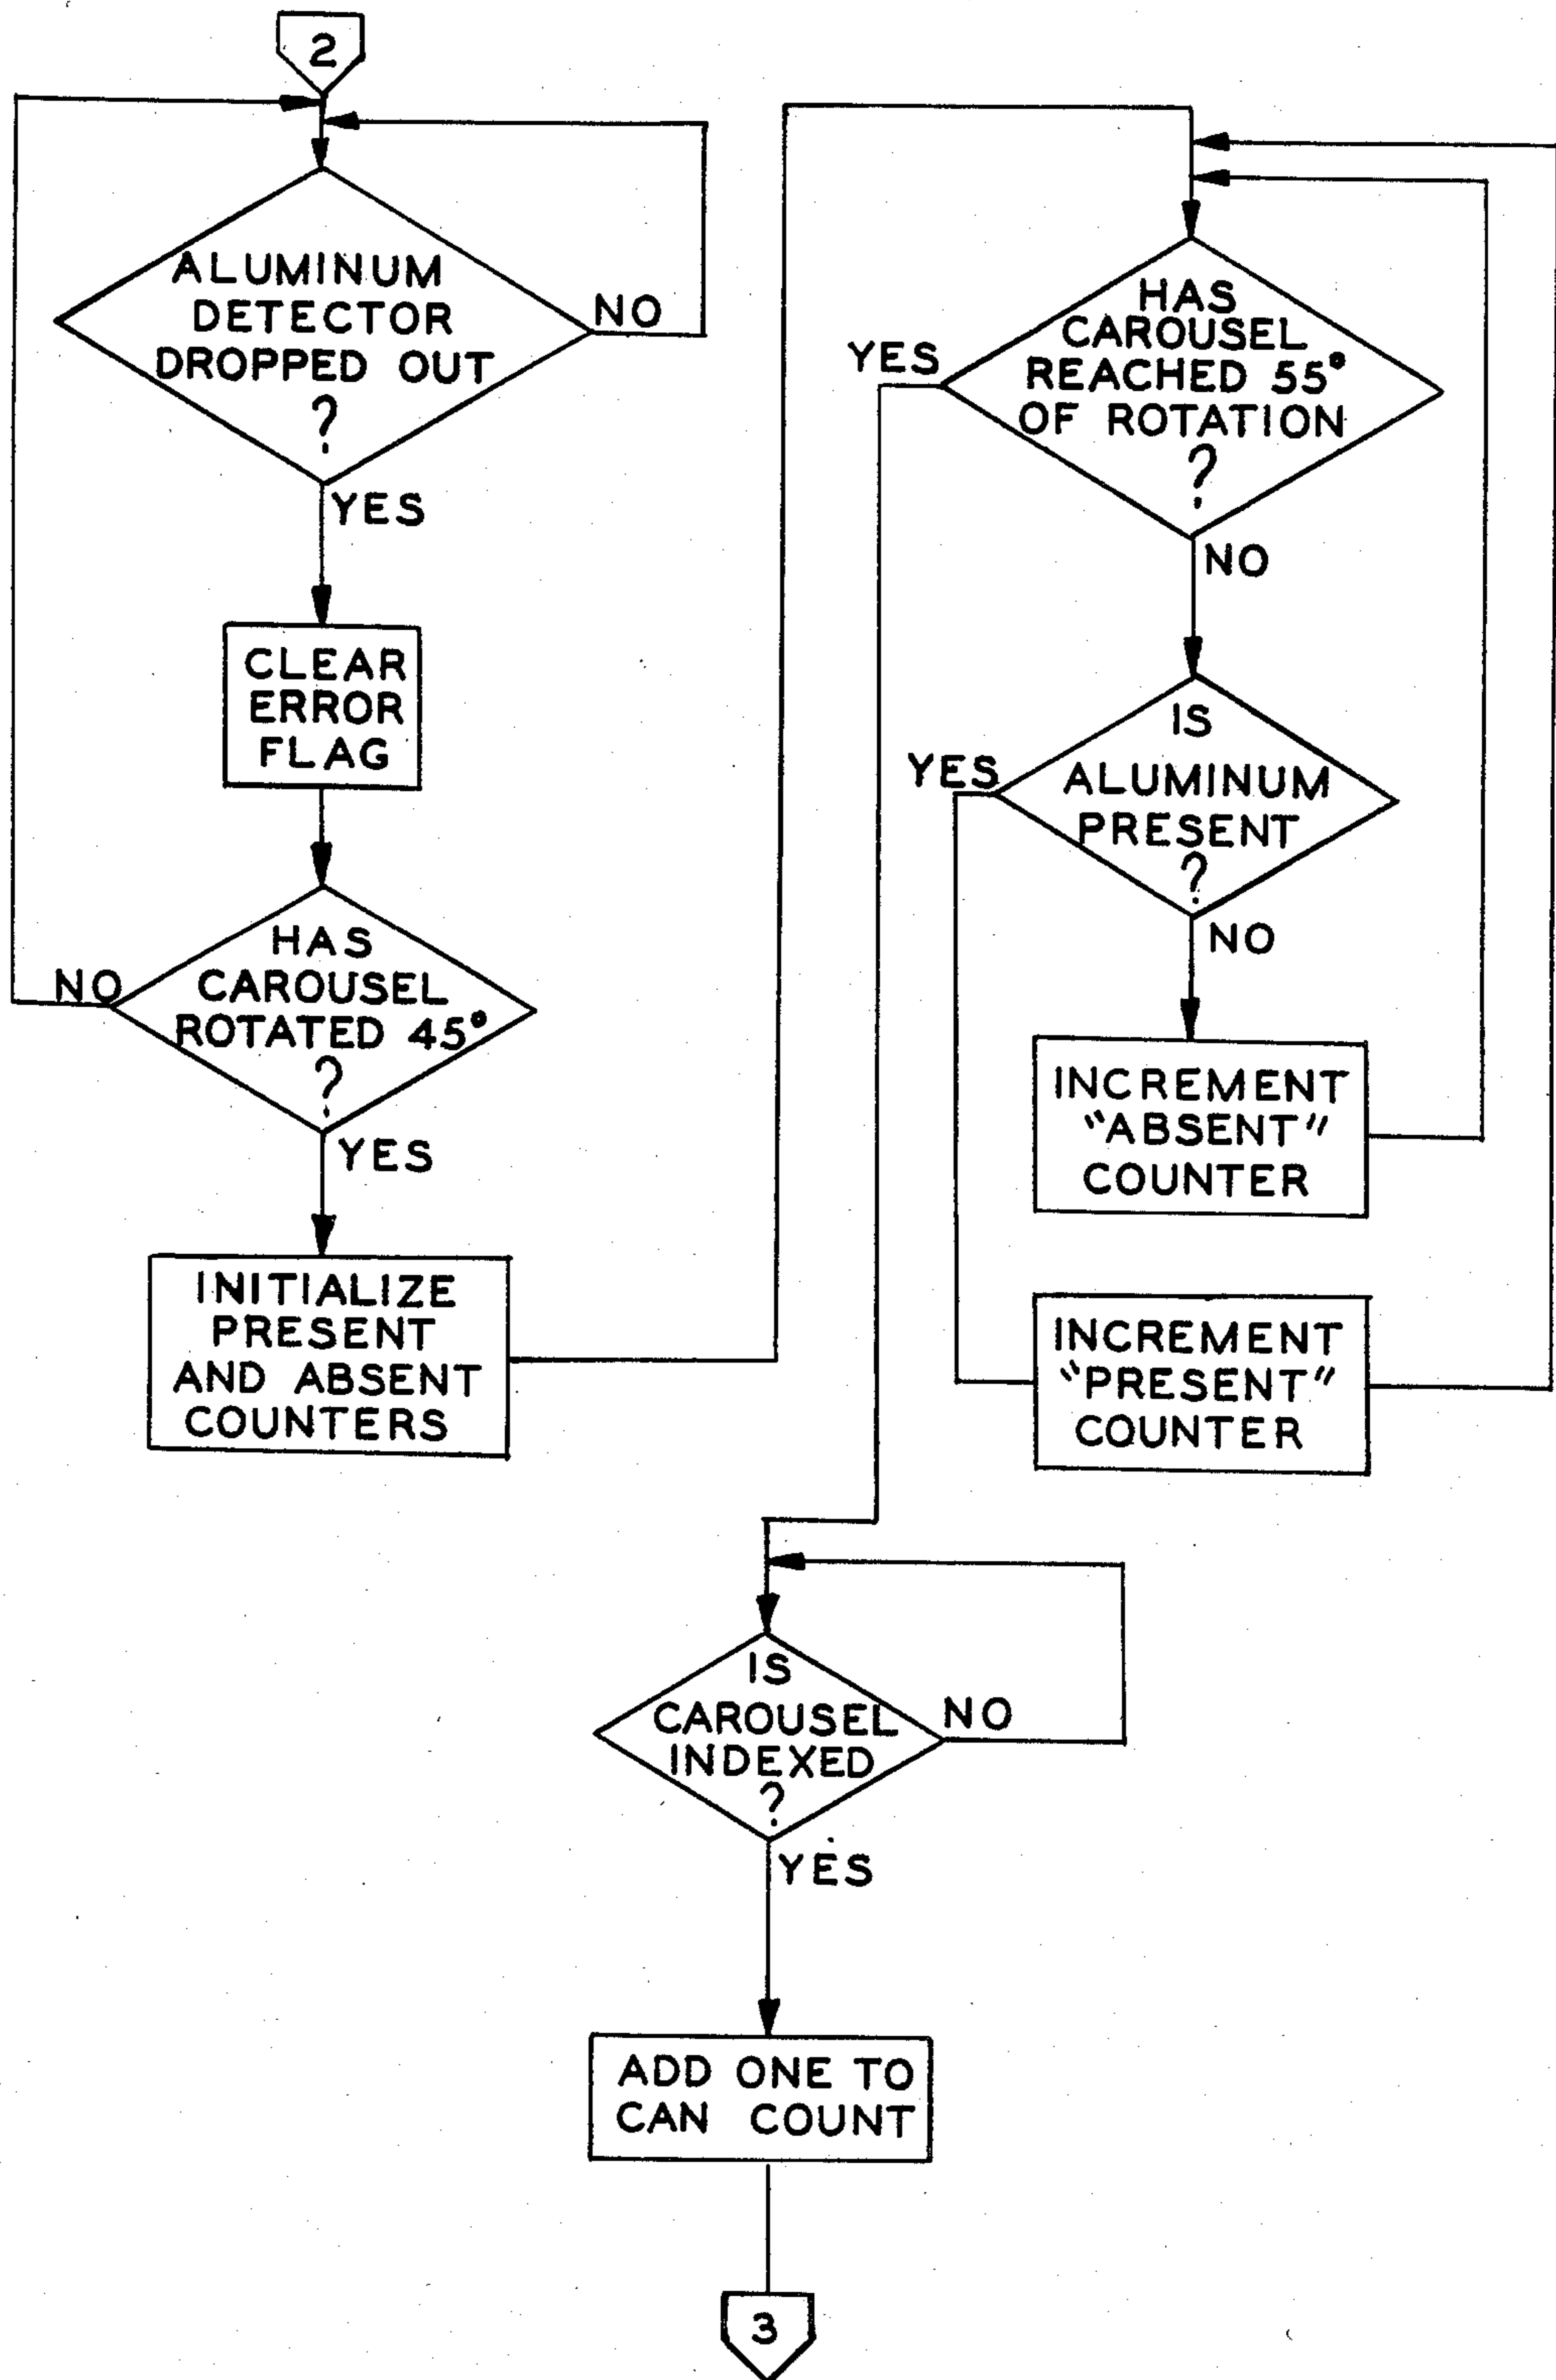 2
ALUMINUM
DETECTOR
DROPPED OUT
?
NO
YES
CLEAR
ERROR
FLAG
HAS
CAROUSEL
ROTATED 45°
?
NO
YES
INITIALIZE
PRESENT
AND ABSENT
COUNTERS
HAS
CAROUSEL
REACHED 55°
OF ROTATION
?
YES
NO
IS
ALUMINUM
PRESENT
?
YES
NO
INCREMENT
"ABSENT"
COUNTER
INCREMENT
"PRESENT"
COUNTER
IS
CAROUSEL
INDEXED
?
NO
YES
ADD ONE TO
CAN COUNT
3